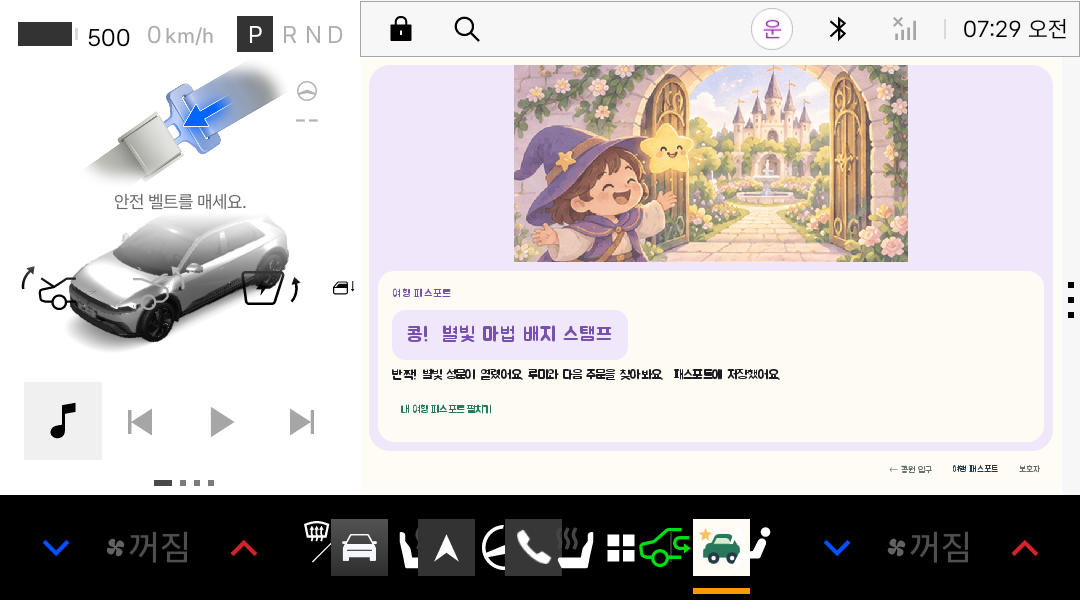 500 0 km/h P R N D
운 07:29 오전
안전 벨트를 매세요.
여행 패스포트
콩! 별빛 마법 배지 스탬프
반짝! 별빛 성문이 열렸어요. 루미와 다음 주문을 찾아봐요. 패스포트에 저장했어요.
내 여행 패스포트 펼치기
← 공원 입구 여행 패스포트 보호자
꺼짐 꺼짐